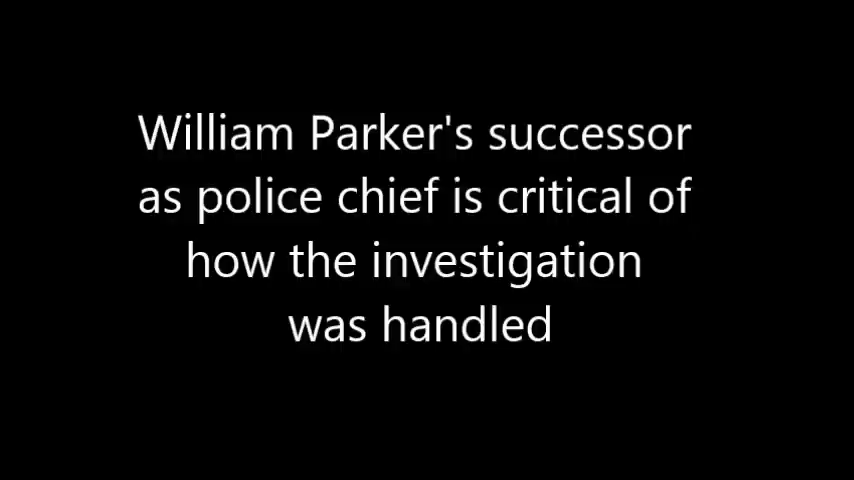 William Parker's successor
as police chief is critical of
how the investigation
was handled